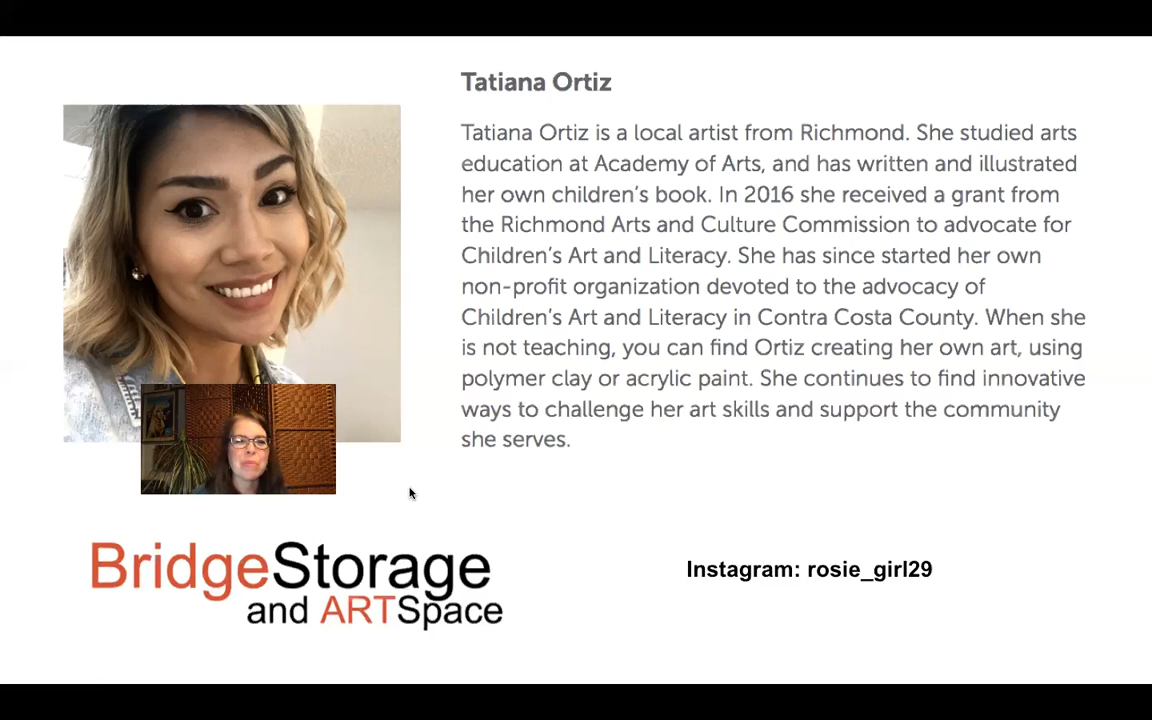 Tatiana Ortiz
Tatiana Ortiz is a local artist from Richmond. She studied arts
education at Academy of Arts, and has written and illustrated
her own children's book. In 2016 she received a grant from
the Richmond Arts and Culture Commission to advocate for
Children's Art and Literacy. She has since started her own
non-profit organization devoted to the advocacy of
Children's Art and Literacy in Contra Costa County. When she
is not teaching, you can find Ortiz creating her own art, using
polymer clay or acrylic paint. She continues to find innovative
ways to challenge her art skills and support the community
she serves.
BridgeStorage
and ARTSpace
Instagram: rosie_girl29